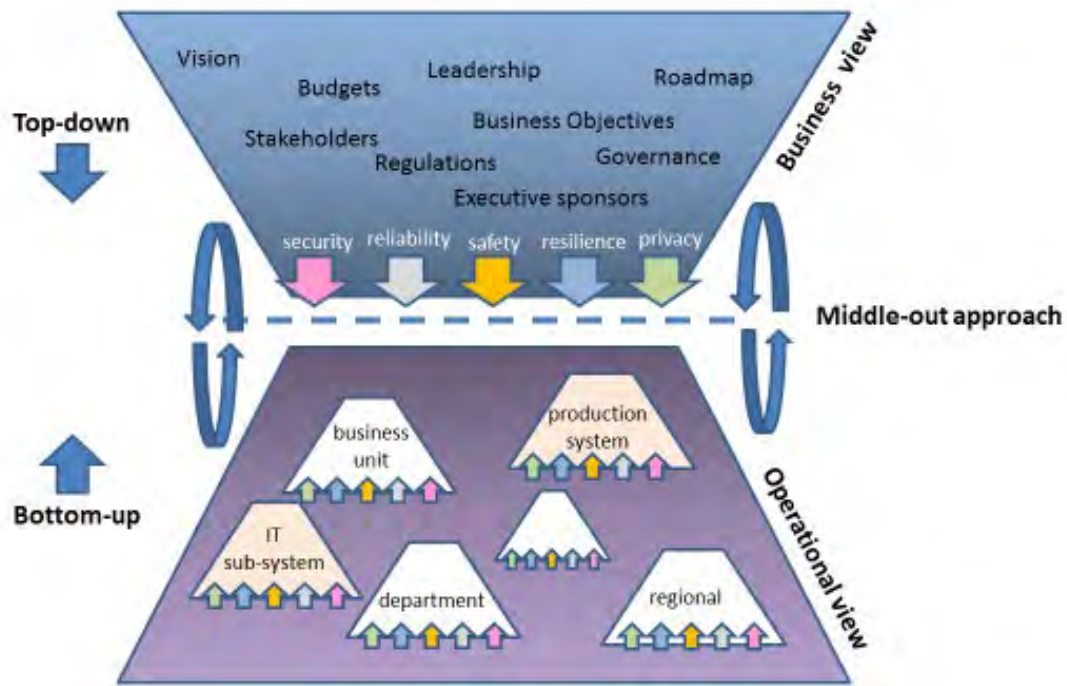 Vision
Leadership
Roadmap
Budgets
Business view
Top-down
Business Objectives
Stakeholders
Regulations
Governance
Executive sponsors
security
reliability
safety
resilience
privacy
Middle-out approach
production
system
business
unit
Bottom-up
Operational view
IT
sub-system
department
regional